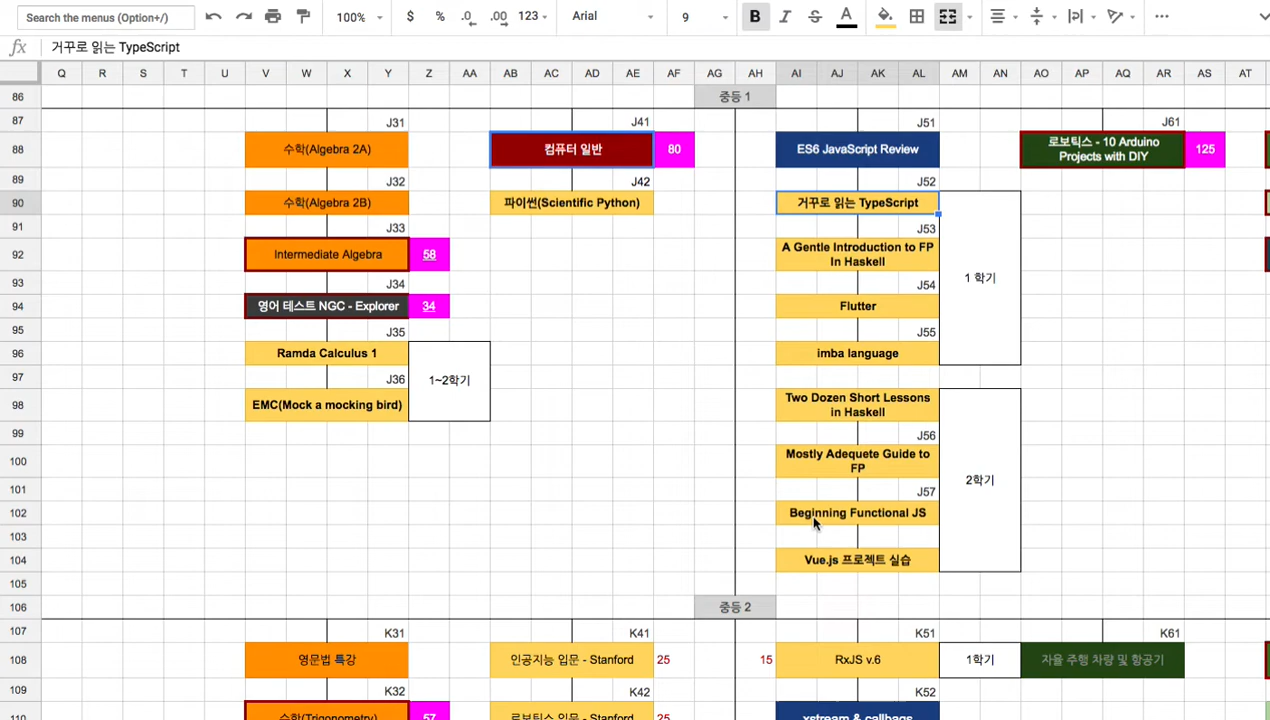 Search the menus (Option+/)
100%
$ % .0 .00 123
Arial
9
B I S A
fx 거꾸로 읽는 TypeScript
Q R S T U V W X Y Z AA AB AC AD AE AF AG AH AI AJ AK AL AM AN AO AP AQ AR AS AT
86 중등 1
87 J31 J41 J51 J61
88 수학(Algebra 2A) 컴퓨터 일반 80 ES6 JavaScript Review
로보틱스 - 10 Arduino
Projects with DIY
125
89 J32 J42 J52
90 수학(Algebra 2B) 파이썬(Scientific Python) 거꾸로 읽는 TypeScript
91 J33 J53
92 Intermediate Algebra 58
A Gentle Introduction to FP
In Haskell
1 학기
93 J34 J54
94 영어 테스트 NGC - Explorer 34 Flutter
95 J35 J55
96 Ramda Calculus 1 imba language
97 J36 1~2학기
98 EMC(Mock a mocking bird)
Two Dozen Short Lessons
in Haskell
99 J56
100
Mostly Adequete Guide to
FP
2학기
101 J57
102 Beginning Functional JS
103
104 Vue.js 프로젝트 실습
105
106 중등 2
107 K31 K41 K51 K61
108 영문법 특강 인공지능 입문 - Stanford 25 15 RxJS v.6 1학기 자율 주행 차량 및 항공기
109 K32 K42 K52
110 수학(Trigonometry) 57 로보틱스 입문 - Stanford 25 xstream & callbags